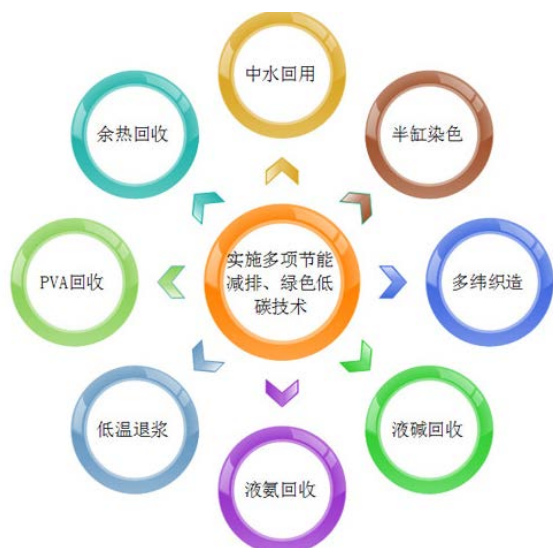 中水回用
余热回收
半缸染色
实施多项节能
减排、绿色低
碳技术
PVA回收
多纬织造
低温退浆
液碱回收
液氨回收